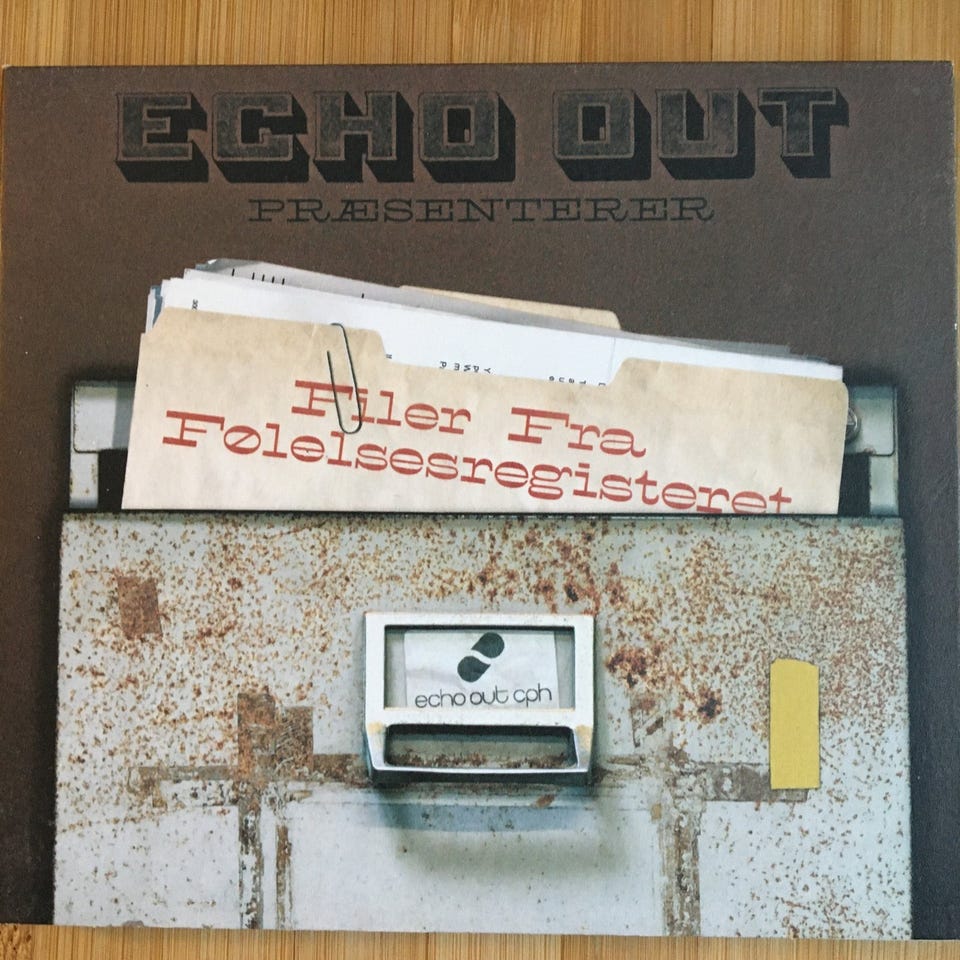 ECHO OUT
PRÆSENTERER
Filer Fra
Følelsesregisteret
echo out cph